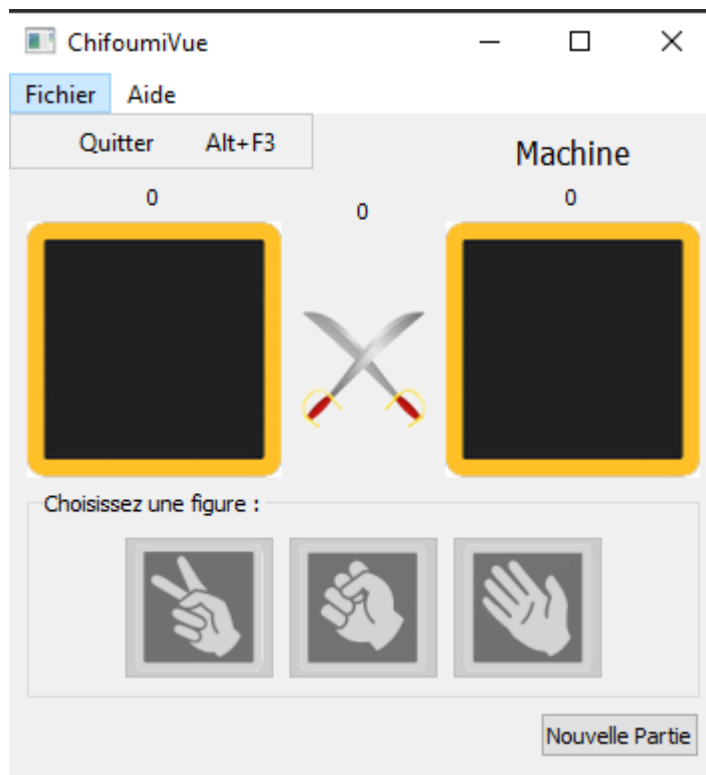 ChifoumiVue
Fichier Aide
Quitter Alt+F3
Machine
0 0 0
Choisissez une figure :
Nouvelle Partie